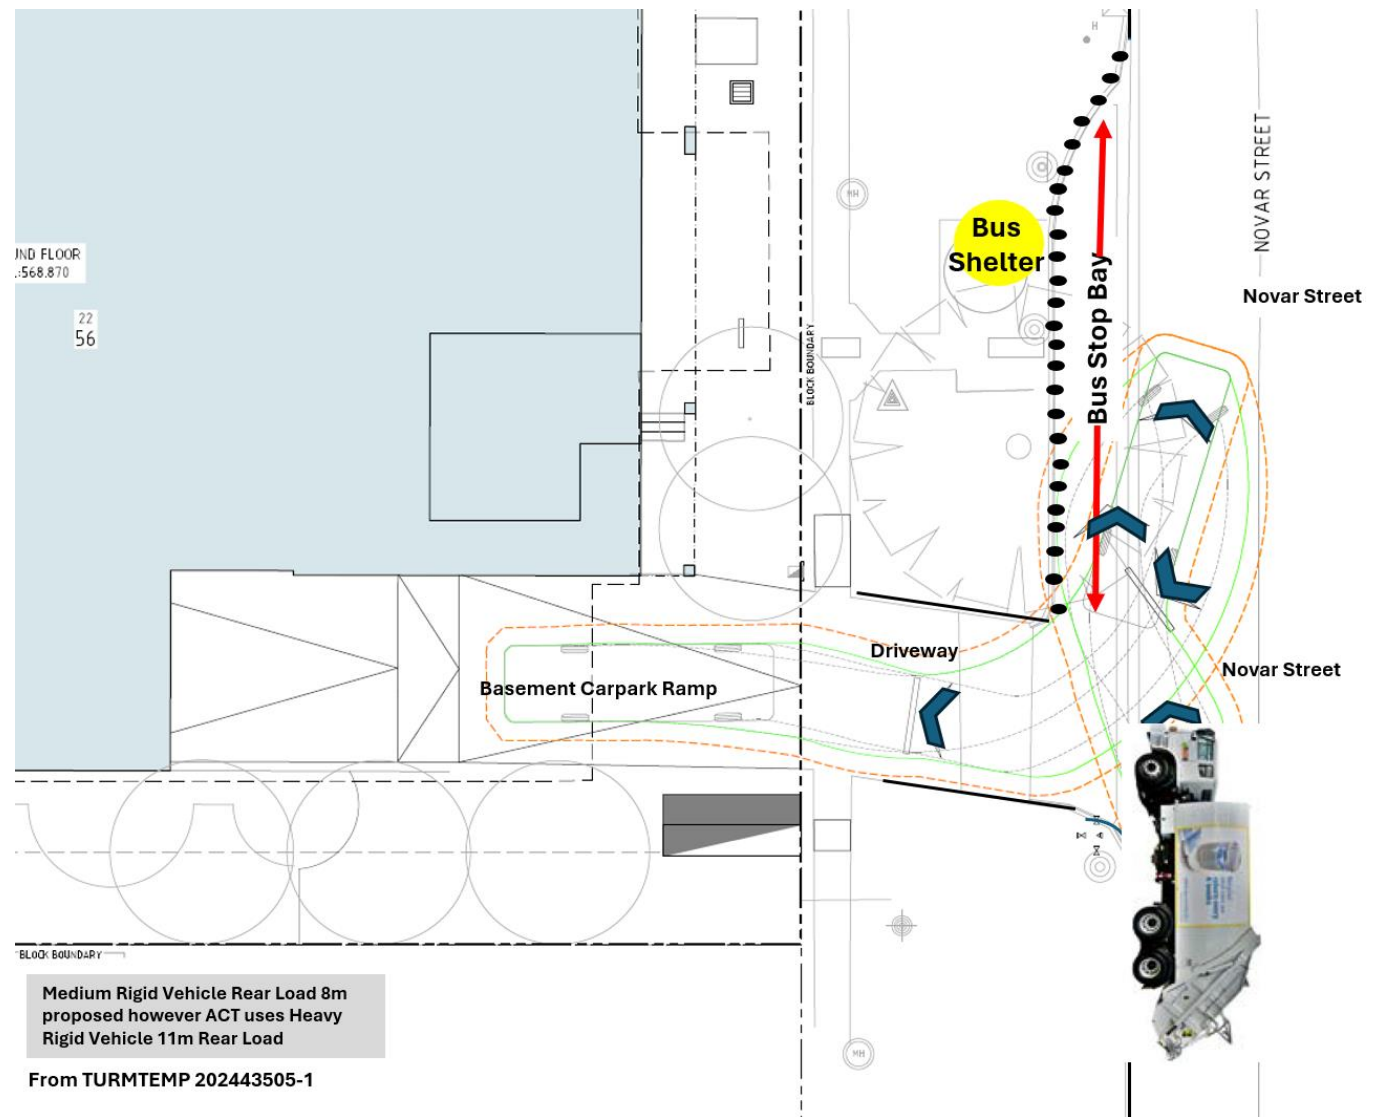 H
NOVAR STREET
MH
Bus
Shelter
UND FLOOR
:568.870
Bus Stop Bay
Novar Street
22
56
BLOCK BOUNDARY
Driveway
Novar Street
Basement Carpark Ramp
BLOCK BOUNDARY
Medium Rigid Vehicle Rear Load 8m
proposed however ACT uses Heavy
Rigid Vehicle 11m Rear Load
MH
From TURMTEMP 202443505-1